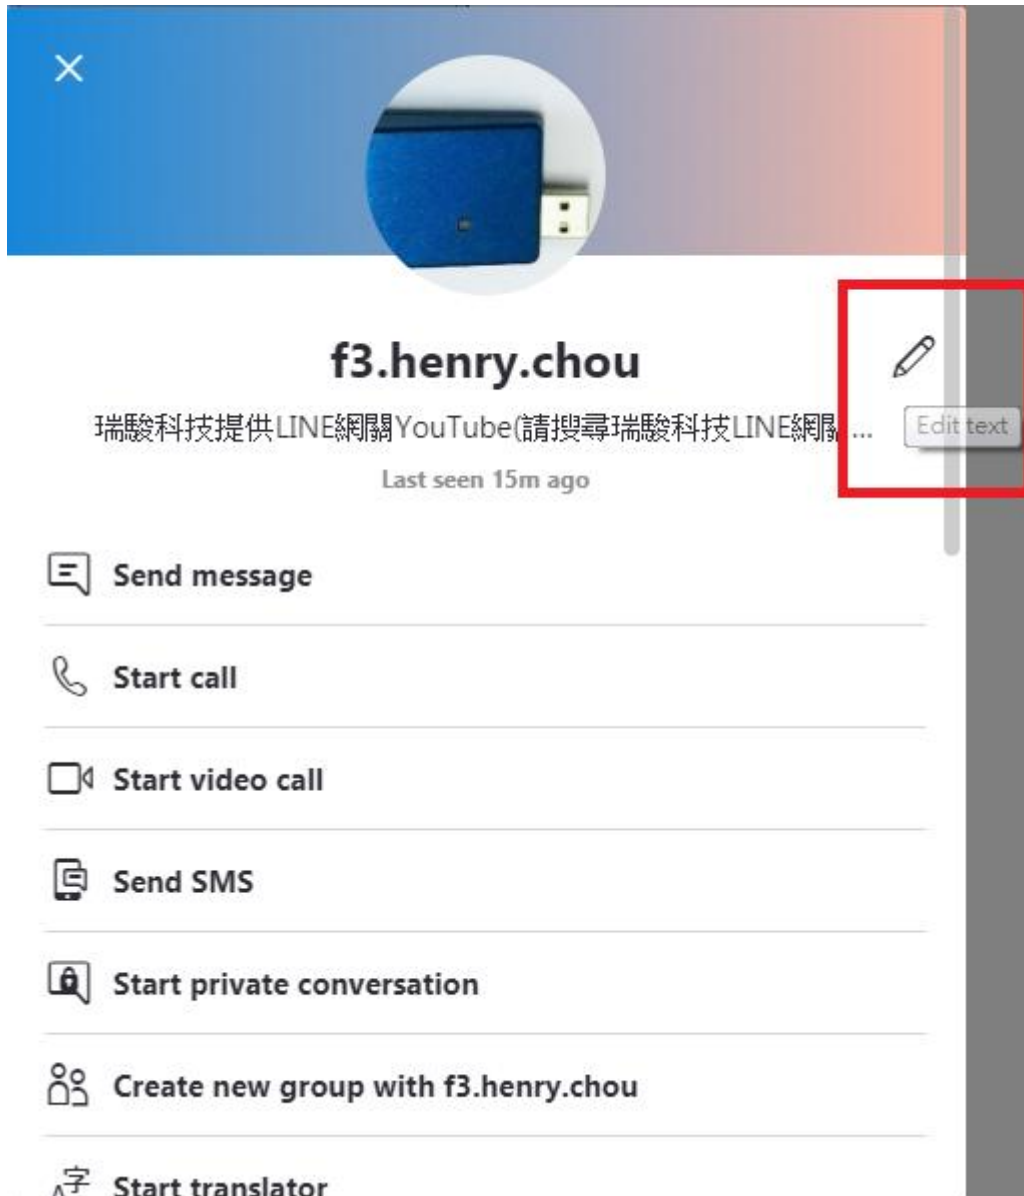 f3.henry.chou
瑞駿科技提供LINE網關YouTube(請搜尋瑞駿科技LINE網關 ...
Edit text
Last seen 15m ago
Send message
Start call
Start video call
Send SMS
Start private conversation
Create new group with f3.henry.chou
字 Start translator